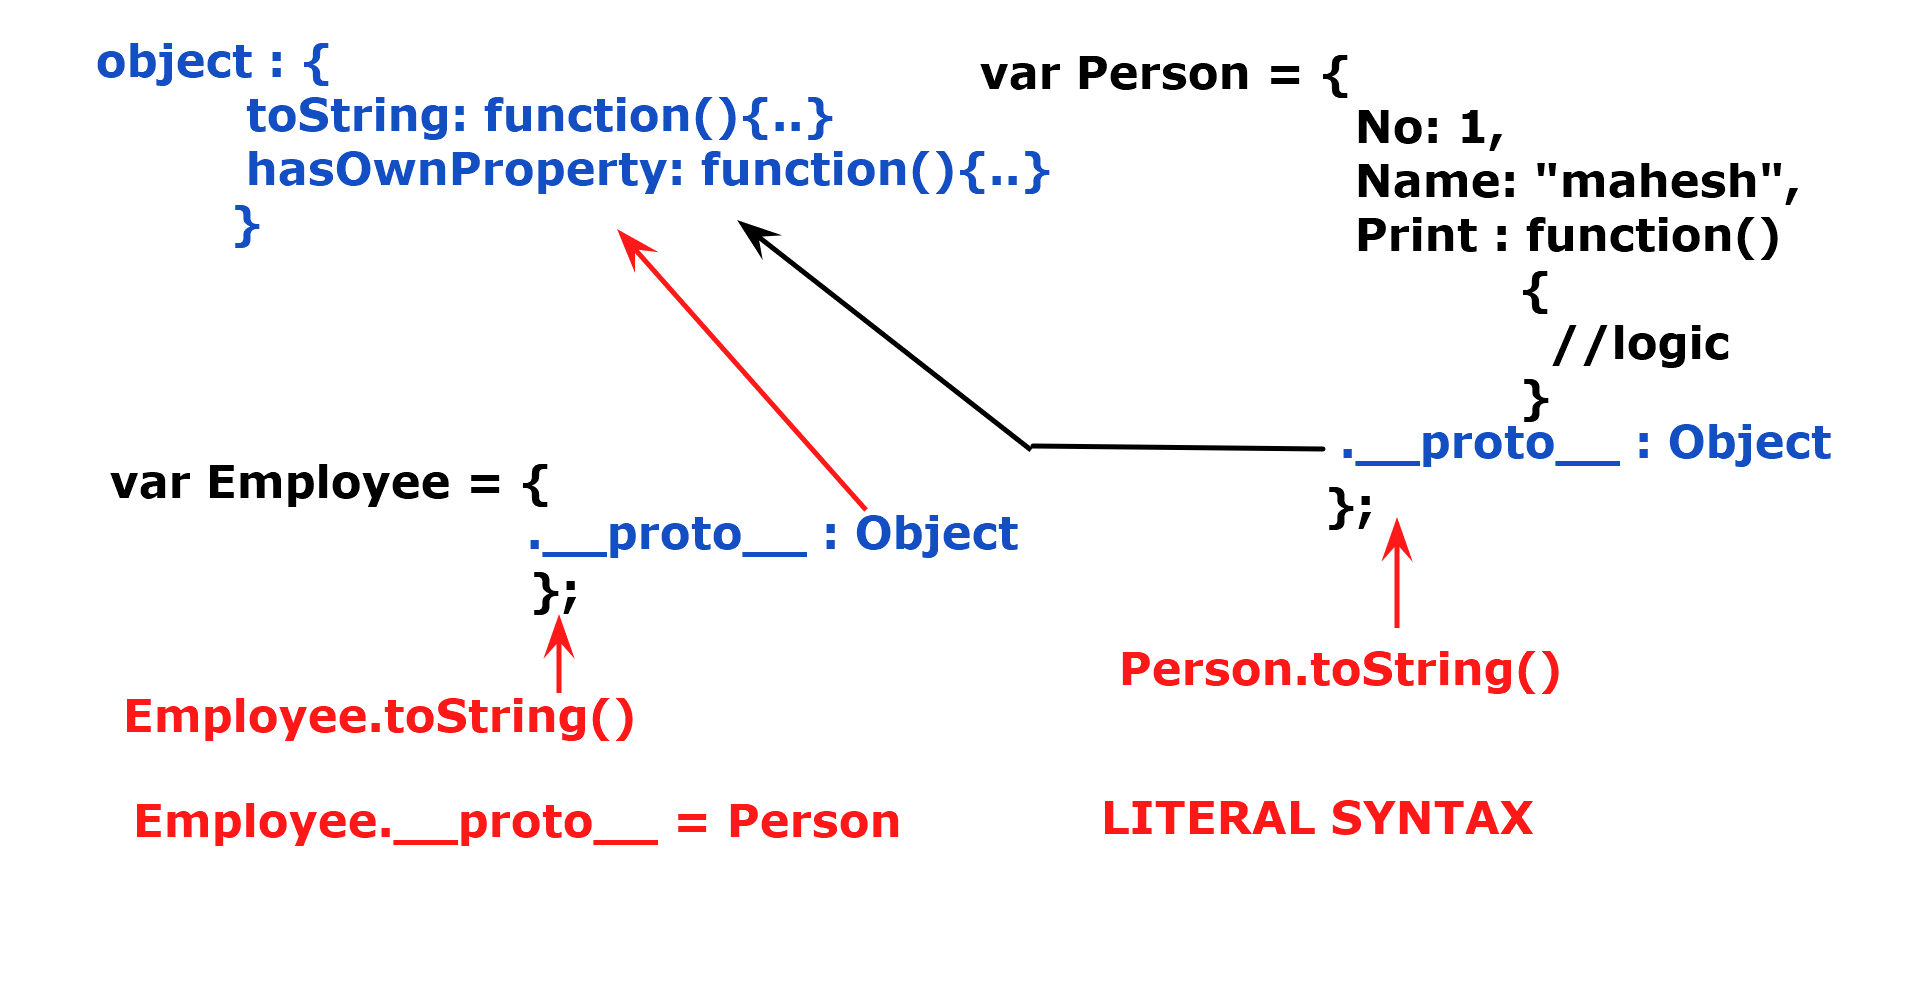 object : {
toString: function(){..}
hasOwnProperty: function(){..}
}
var Person = {
No: 1,
Name: "mahesh",
Print : function()
{
//logic
}
.__proto__ : Object
};
var Employee = {
.__proto__ : Object
};
Employee.toString()
Person.toString()
Employee.__proto__ = Person
LITERAL SYNTAX